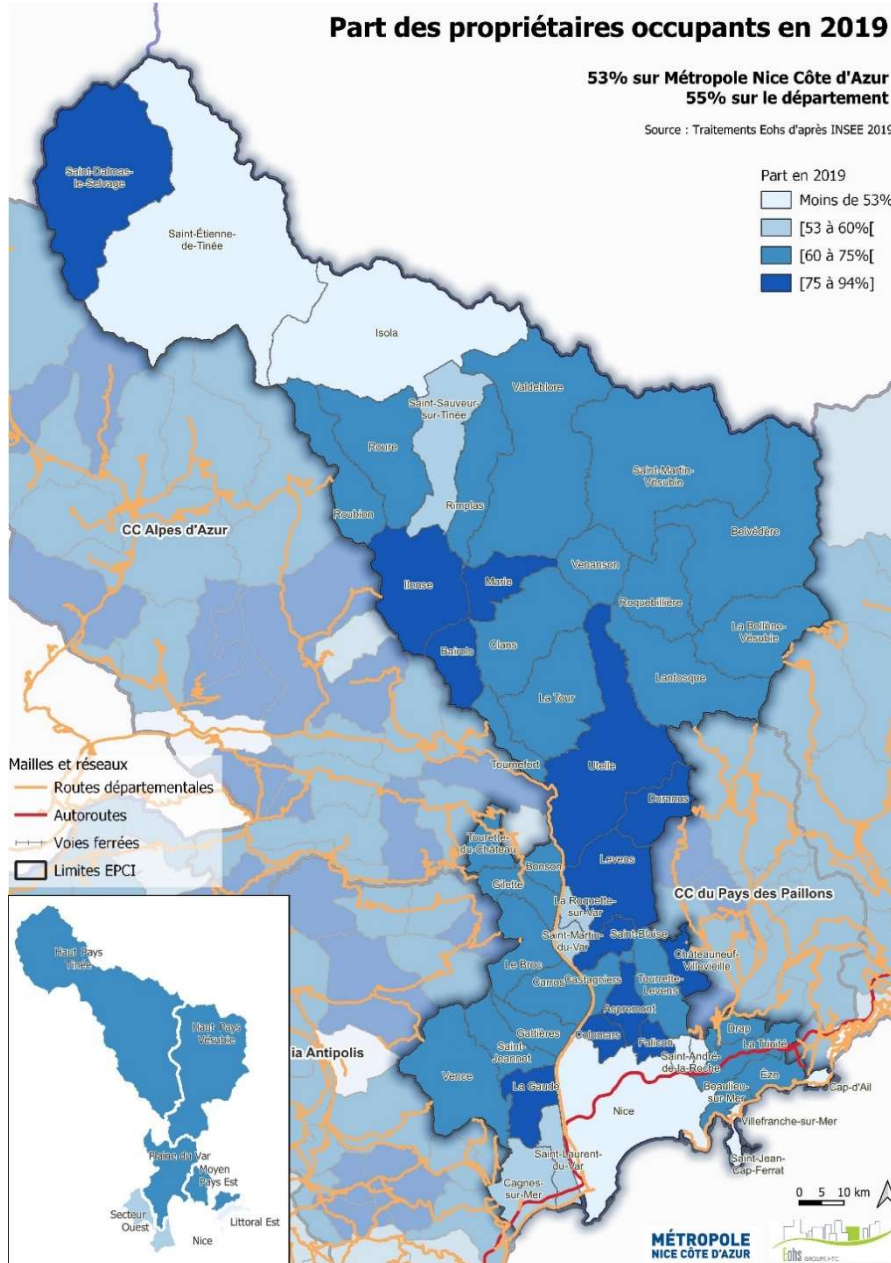 Part des propriétaires occupants en 2019
53% sur Métropole Nice Côte d'Azur
55% sur le département
Source : Traitements Eohs d'après INSEE 2019
Part en 2019
Moins de 53%
[53 à 60%[
[60 à 75%[
[75 à 94%]
Saint-Dalmas-
le-Selvage
Saint-Étienne-
de-Tinée
Isola
Saint-Sauveur-
sur-Tinée
Valdeblore
Roure
Saint-Martin-
Vésubie
Roubion
Rimplas
CC Alpes d'Azur
Belvédère
Ilonse
Marie
Venanson
Roquebillière
Bairols
Clans
La Bollène-
Vésubie
Lantosque
La Tour
Tournefort
Utelle
Duranus
Mailles et réseaux
Routes départementales
Autoroutes
Voies ferrées
Limites EPCI
Tourette-
du-Château
Bonson
Levens
Gilette
La Roquette-
sur-Var
CC du Pays des Paillons
Saint-Martin-
du-Var
Saint-Blaise
Châteauneuf-
Villevieille
Le Broc
Carros
Castagniers
Tourrette-
Levens
Aspremont
Gattières
Colomars
Falicon
Drap
La Trinité
Saint-
Jeannet
Saint-André-
de-la-Roche
ia Antipolis
Vence
La Gaude
Èze
Beaulieu-
sur-Mer
Cap-d'Ail
Nice
Villefranche-sur-Mer
Saint-Laurent-
du-Var
Saint-Jean-
Cap-Ferrat
Cagnes-
sur-Mer
Haut Pays
Tinée
Haut Pays
Vésubie
Plaine du Var
Moyen
Pays Est
Secteur
Ouest
Nice
Littoral Est
0 5 10 km
MÉTROPOLE
NICE CÔTE D'AZUR
Eohs GROUPE FTC